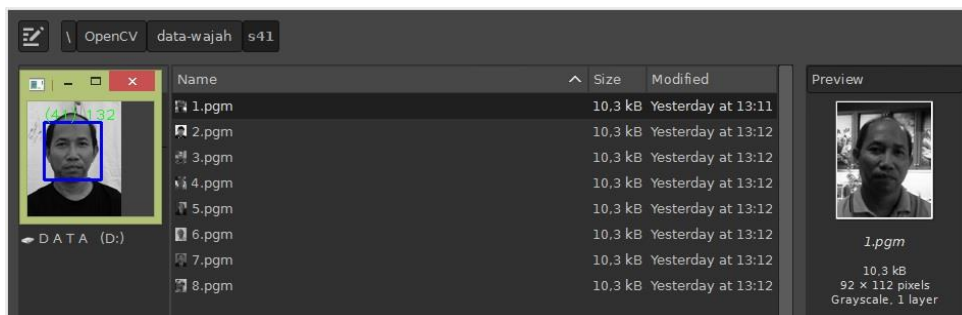 \ OpenCV data-wajah s41
Name Size Modified
Preview
(41) 132
1.pgm 10,3 kB Yesterday at 13:11
2.pgm 10,3 kB Yesterday at 13:12
3.pgm 10,3 kB Yesterday at 13:12
4.pgm 10,3 kB Yesterday at 13:12
5.pgm 10,3 kB Yesterday at 13:12
6.pgm 10,3 kB Yesterday at 13:12
7.pgm 10,3 kB Yesterday at 13:12
8.pgm 10,3 kB Yesterday at 13:12
D A T A (D:)
1.pgm
10,3 kB
92 × 112 pixels
Grayscale, 1 layer